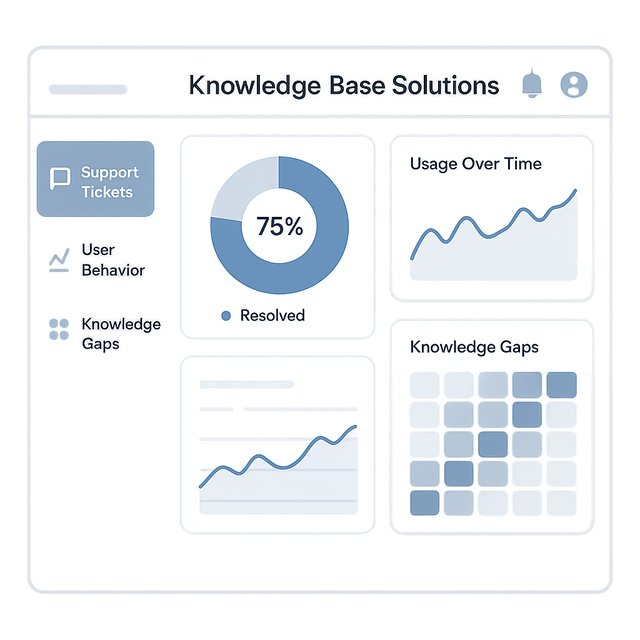 Knowledge Base Solutions
Support
Tickets
User
Behavior
Knowledge
Gaps
75%
Resolved
Usage Over Time
Knowledge Gaps